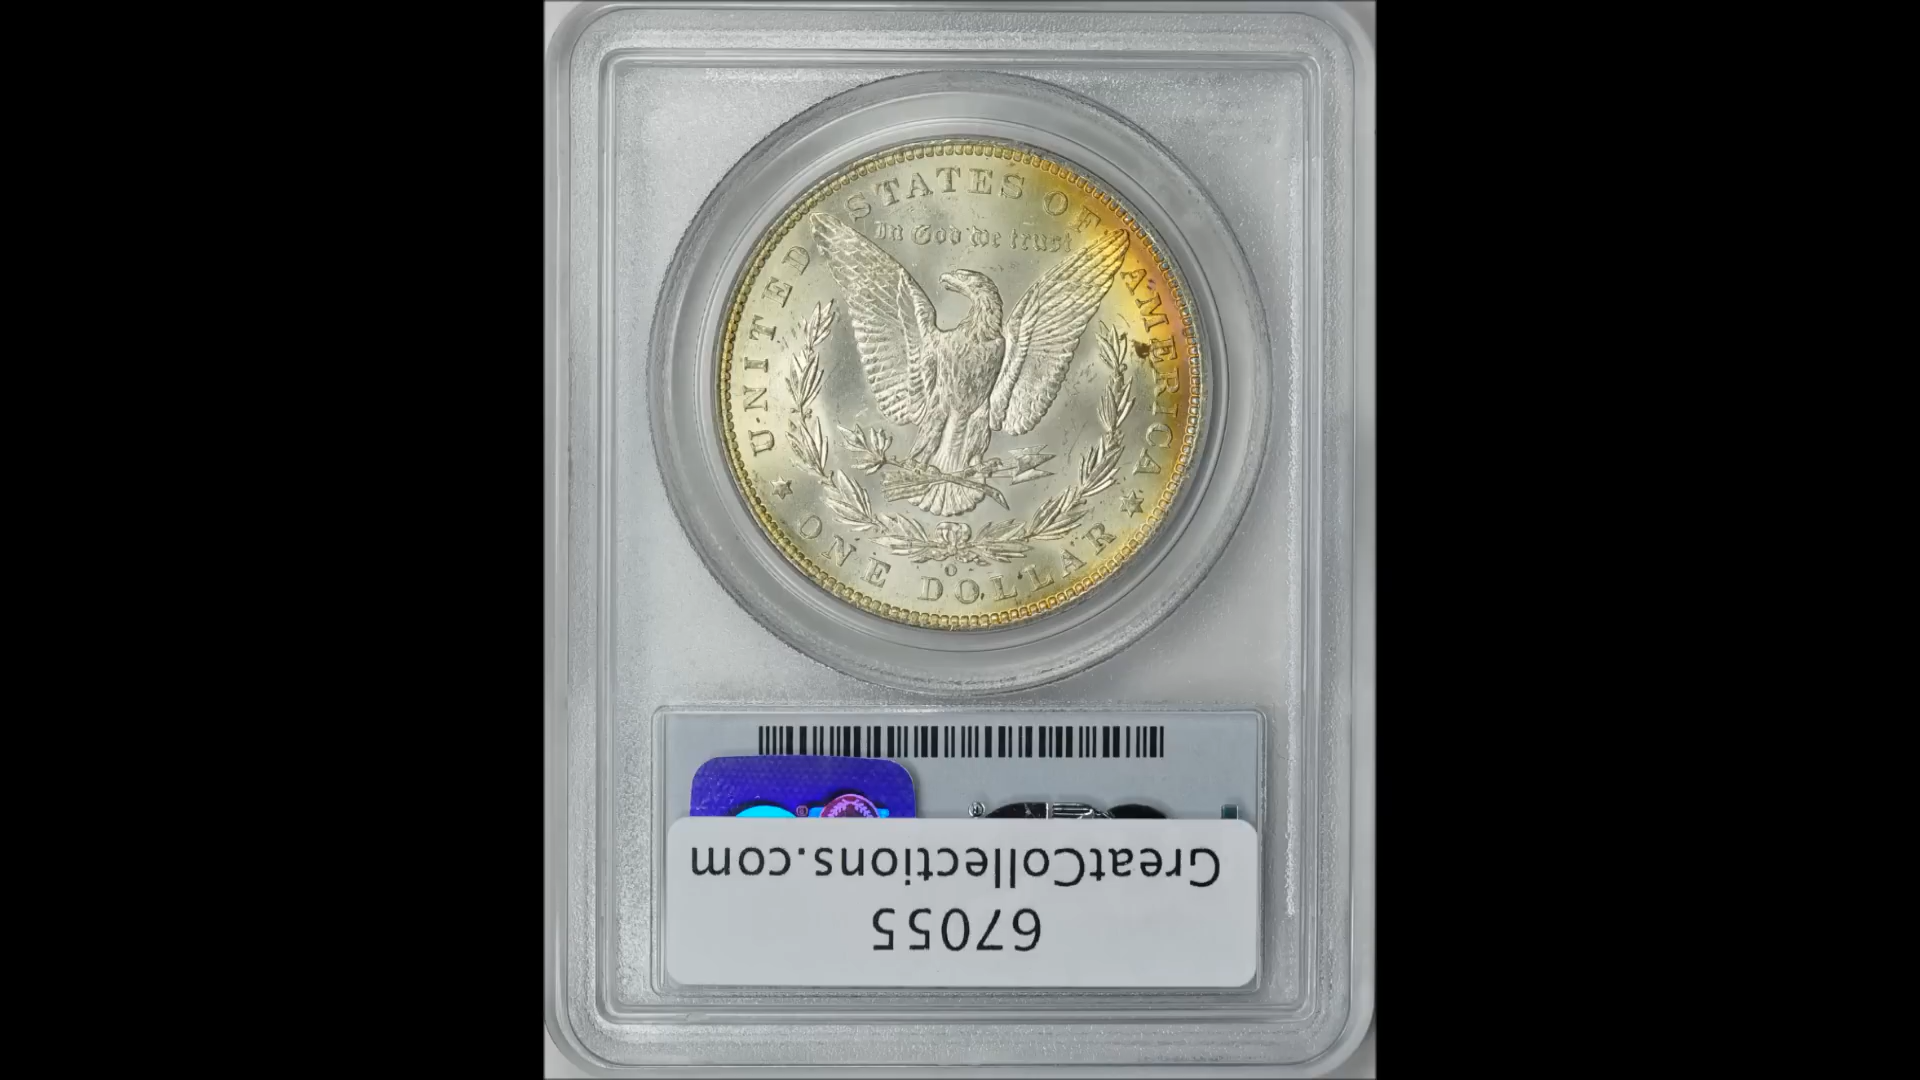 UNITED STATES OF AMERICA
In God We trust
O
★ ONE DOLLAR ★
GreatCollections.com
67055